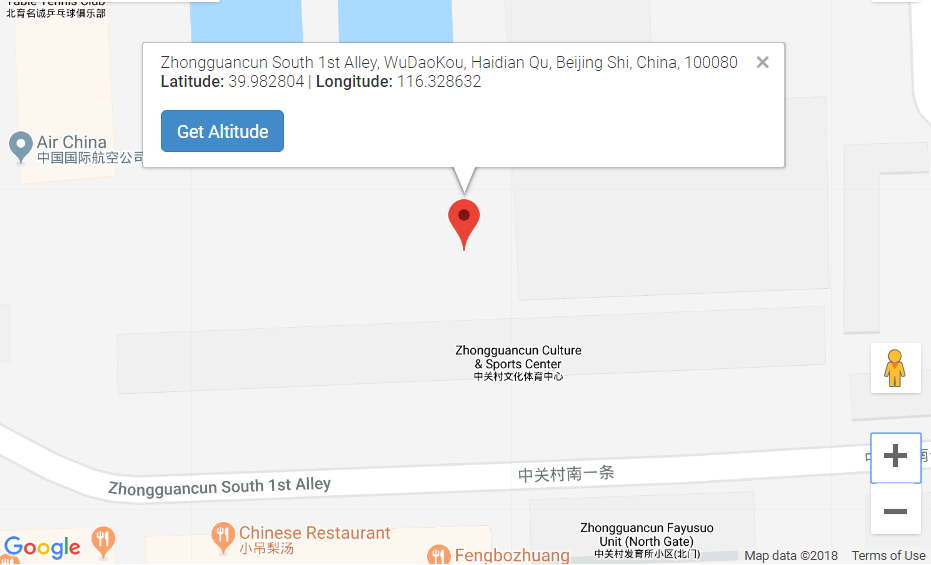 Table Tennis Club
北育名诚乒乓球俱乐部
Zhongguancun South 1st Alley, WuDaoKou, Haidian Qu, Beijing Shi, China, 100080
Latitude: 39.982804 | Longitude: 116.328632
Get Altitude
Air China
中国国际航空公司
Zhongguancun Culture
& Sports Center
中关村文化体育中心
Zhongguancun South 1st Alley
中关村南一条
Chinese Restaurant
小吊梨汤
Zhongguancun Fayusuo
Unit (North Gate)
中关村发育所小区(北门)
Fengbozhuang
Google
Map data ©2018 Terms of Use